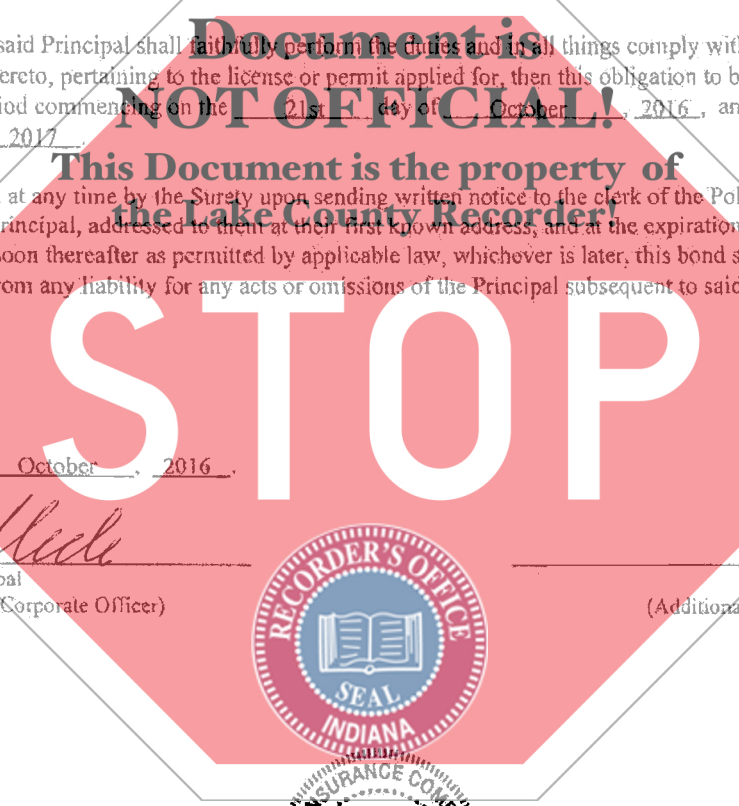 Document is
said Principal shall faithfully perform the duties and in all things comply wit
ereto, pertaining to the license or permit applied for, then this obligation to b
NOT OFFICIAL!
iod commencing on the 21st day of October, 2016, an
2017.
This Document is the property of
at any time by the Surety upon sending written notice to the clerk of the Pol
the Lake County Recorder!
rincipal, addressed to them at their first known address, and at the expiration
soon thereafter as permitted by applicable law, whichever is later, this bond s
rom any liability for any acts or omissions of the Principal subsequent to said
STOP
October, 2016.
pal
Corporate Officer)
(Additiona
RECORDER'S OFFICE
SEAL
INDIANA
SURANCE COM